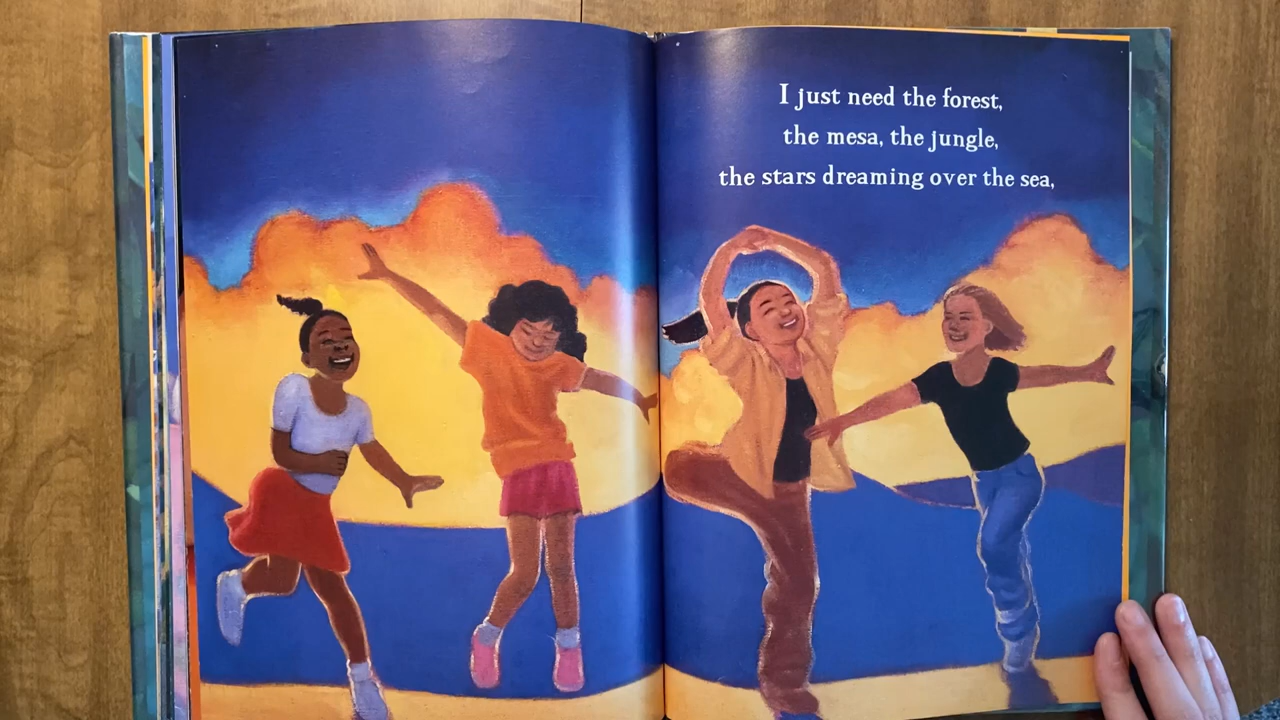 I just need the forest,
the mesa, the jungle,
the stars dreaming over the sea,